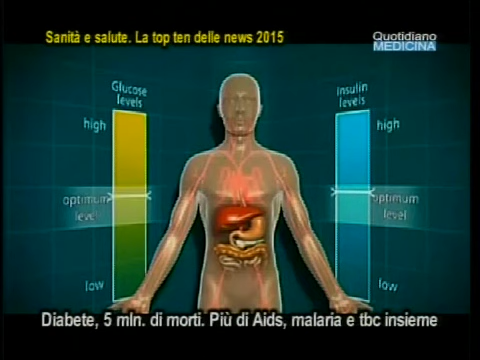 Sanità e salute. La top ten delle news 2015
Quotidiano
MEDICINA
Glucose
levels
high
optimum
level
low
Insulin
levels
high
optimum
level
low
Diabete, 5 mln. di morti. Più di Aids, malaria e tbc insieme